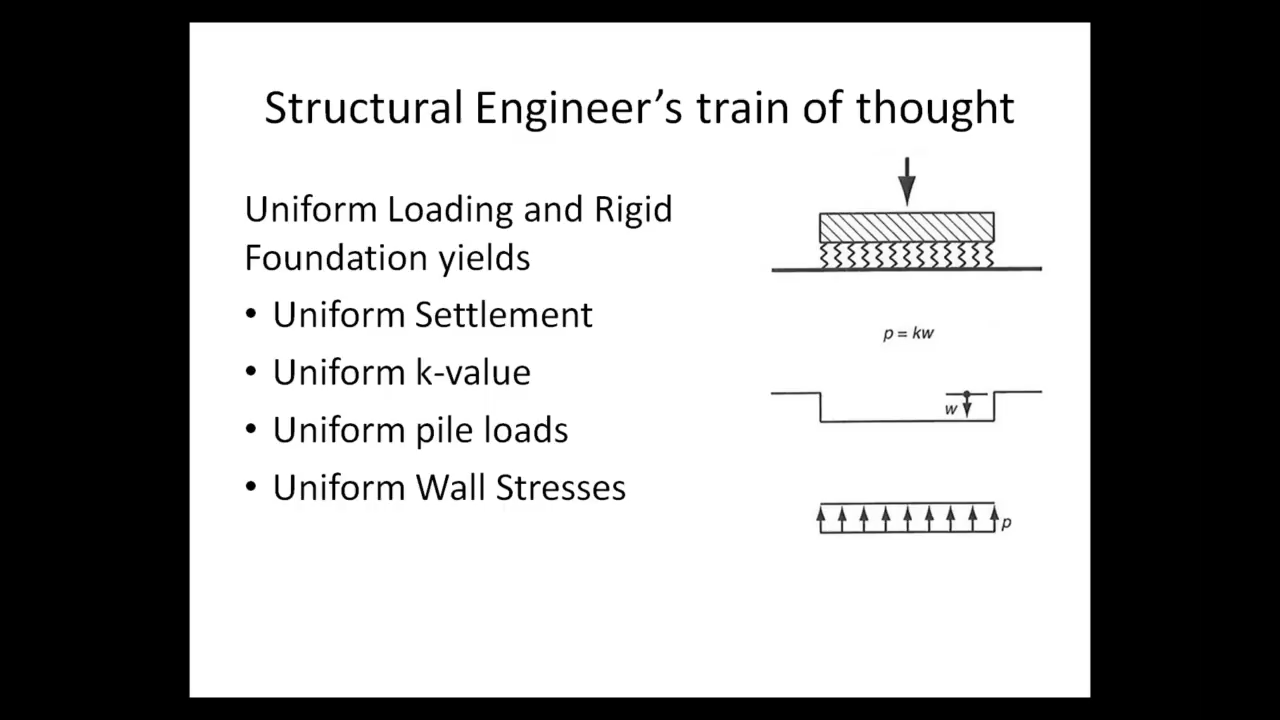 Structural Engineer’s train of thought
Uniform Loading and Rigid
Foundation yields
• Uniform Settlement
• Uniform k-value
• Uniform pile loads
• Uniform Wall Stresses
p = kw
w
p